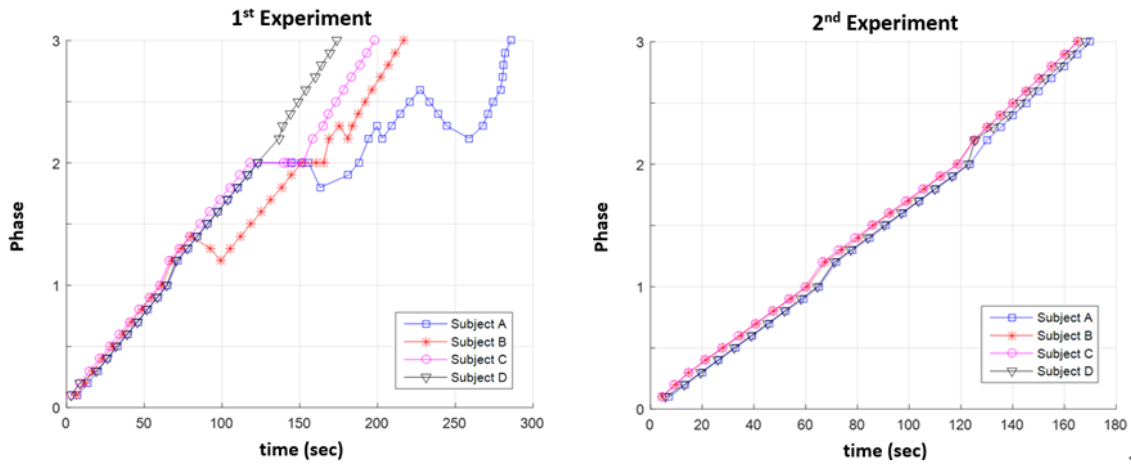 1st Experiment
3
2
1
0
0 50 100 150 200 250 300
Phase
time (sec)
Subject A
Subject B
Subject C
Subject D
2nd Experiment
3
2
1
0
0 20 40 60 80 100 120 140 160 180
Phase
time (sec)
Subject A
Subject B
Subject C
Subject D